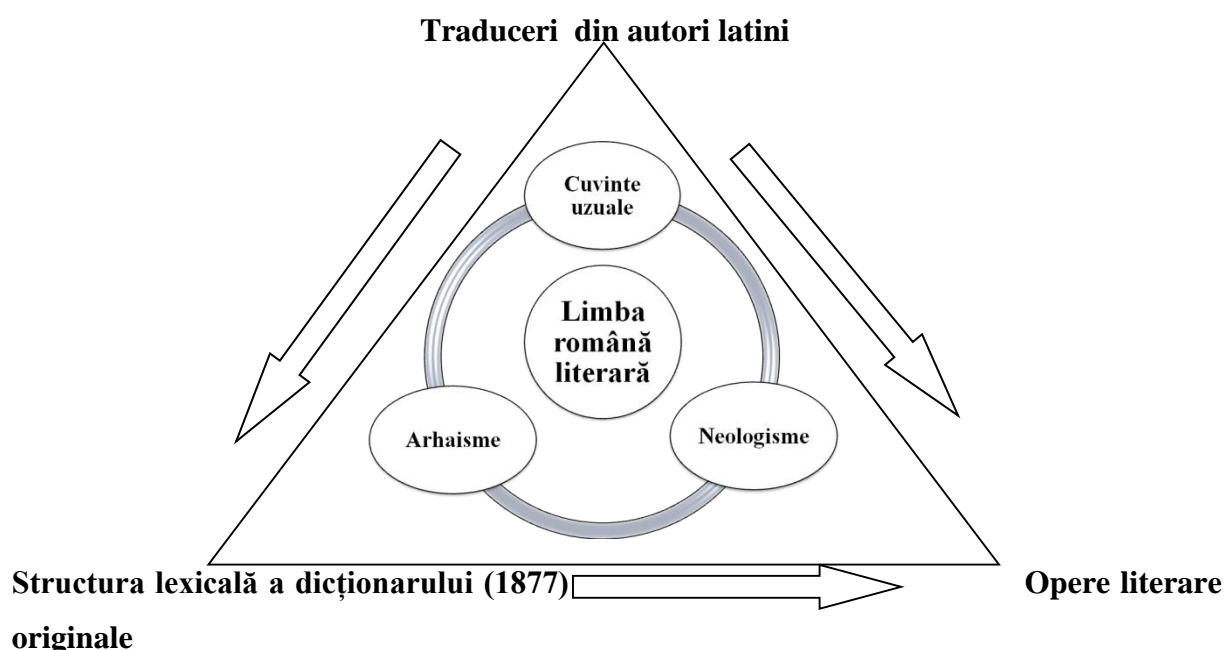 Traduceri din autori latini
Cuvinte
uzuale
Limba
română
literară
Arhaisme
Neologisme
Structura lexicală a dicționarului (1877) Opere literare
originale